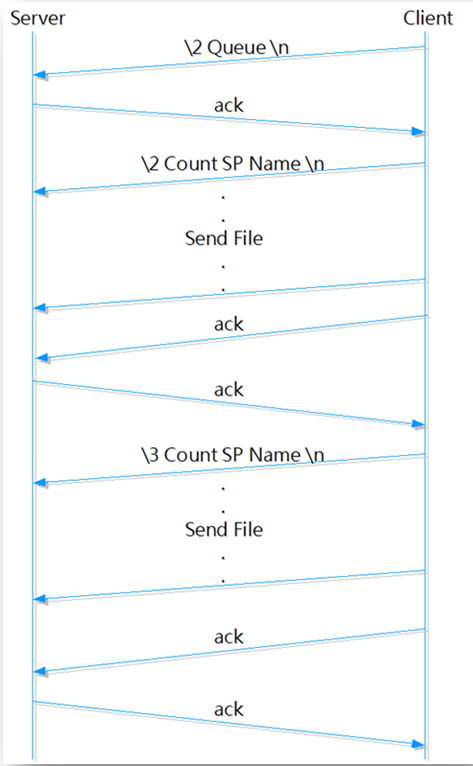 Server Client
\2 Queue \n
ack
\2 Count SP Name \n
.
.
Send File
.
.
ack
ack
\3 Count SP Name \n
.
.
Send File
.
.
ack
ack